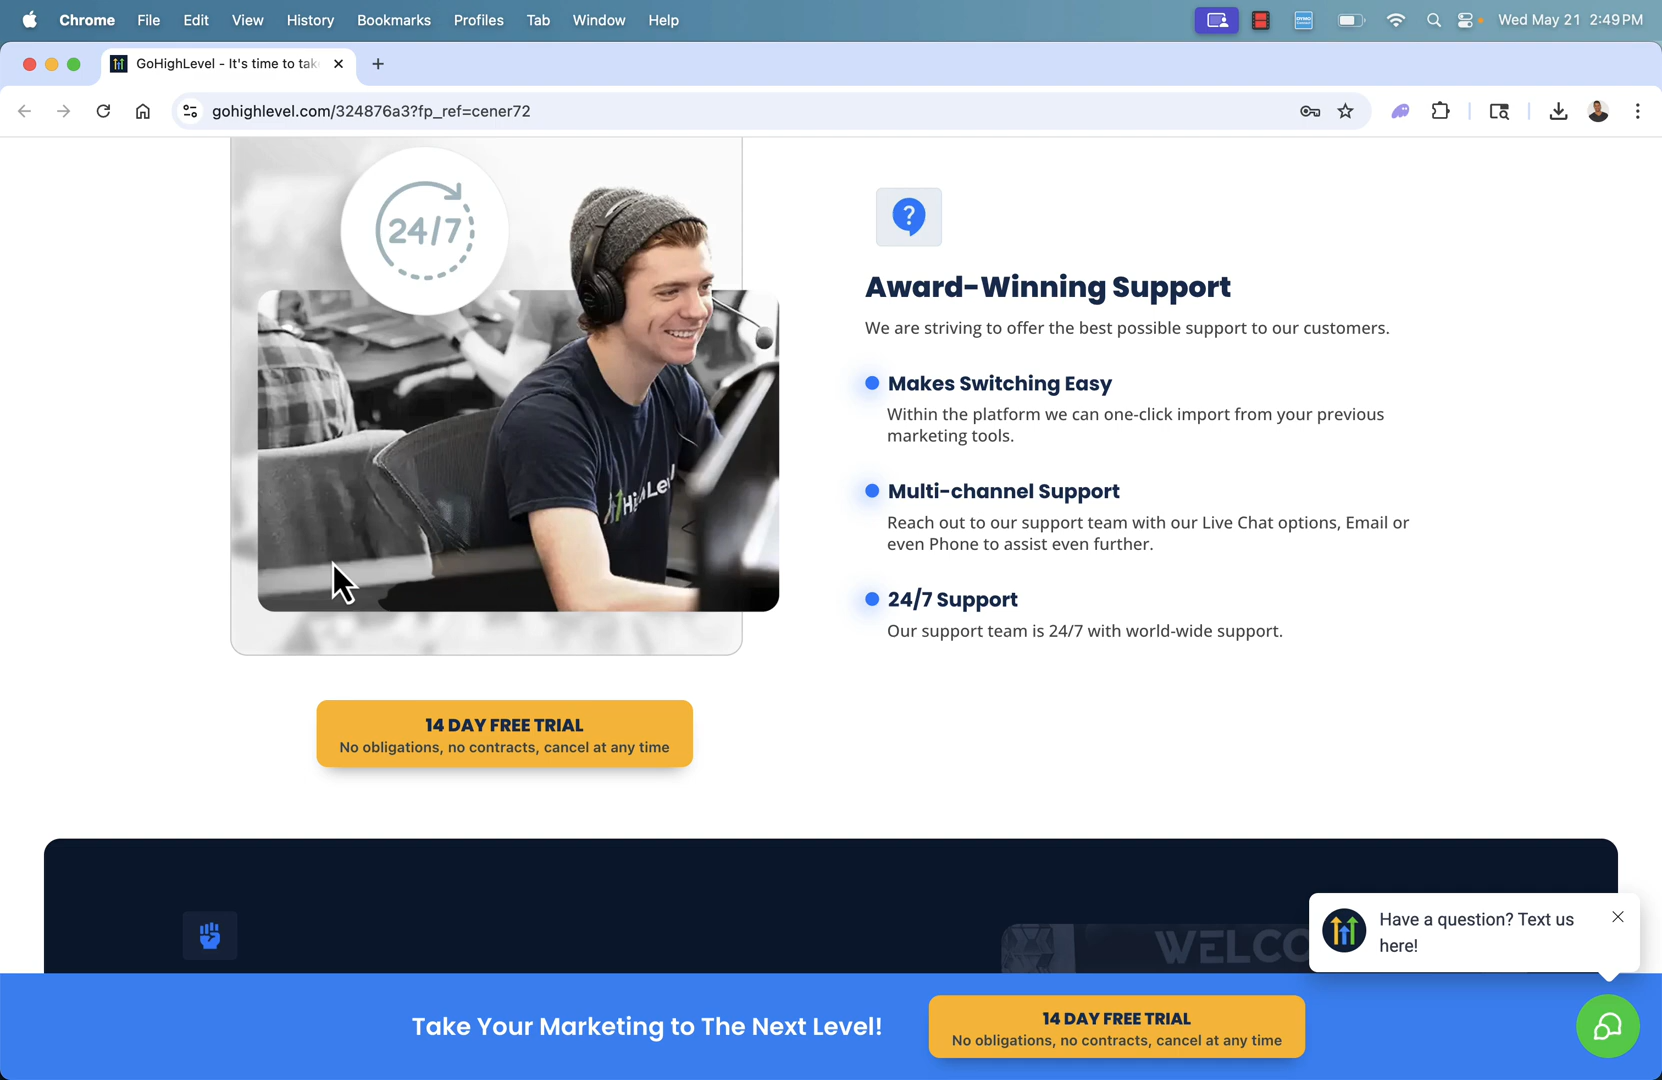 Chrome File Edit View History Bookmarks Profiles Tab Window Help
Wed May 21 2:49 PM
GoHighLevel - It's time to tak
gohighlevel.com/324876a3?fp_ref=cener72
24/7
HighLev
Award-Winning Support
We are striving to offer the best possible support to our customers.
Makes Switching Easy
Within the platform we can one-click import from your previous
marketing tools.
Multi-channel Support
Reach out to our support team with our Live Chat options, Email or
even Phone to assist even further.
24/7 Support
Our support team is 24/7 with world-wide support.
14 DAY FREE TRIAL
No obligations, no contracts, cancel at any time
WELCO
Have a question? Text us
here!
Take Your Marketing to The Next Level!
14 DAY FREE TRIAL
No obligations, no contracts, cancel at any time